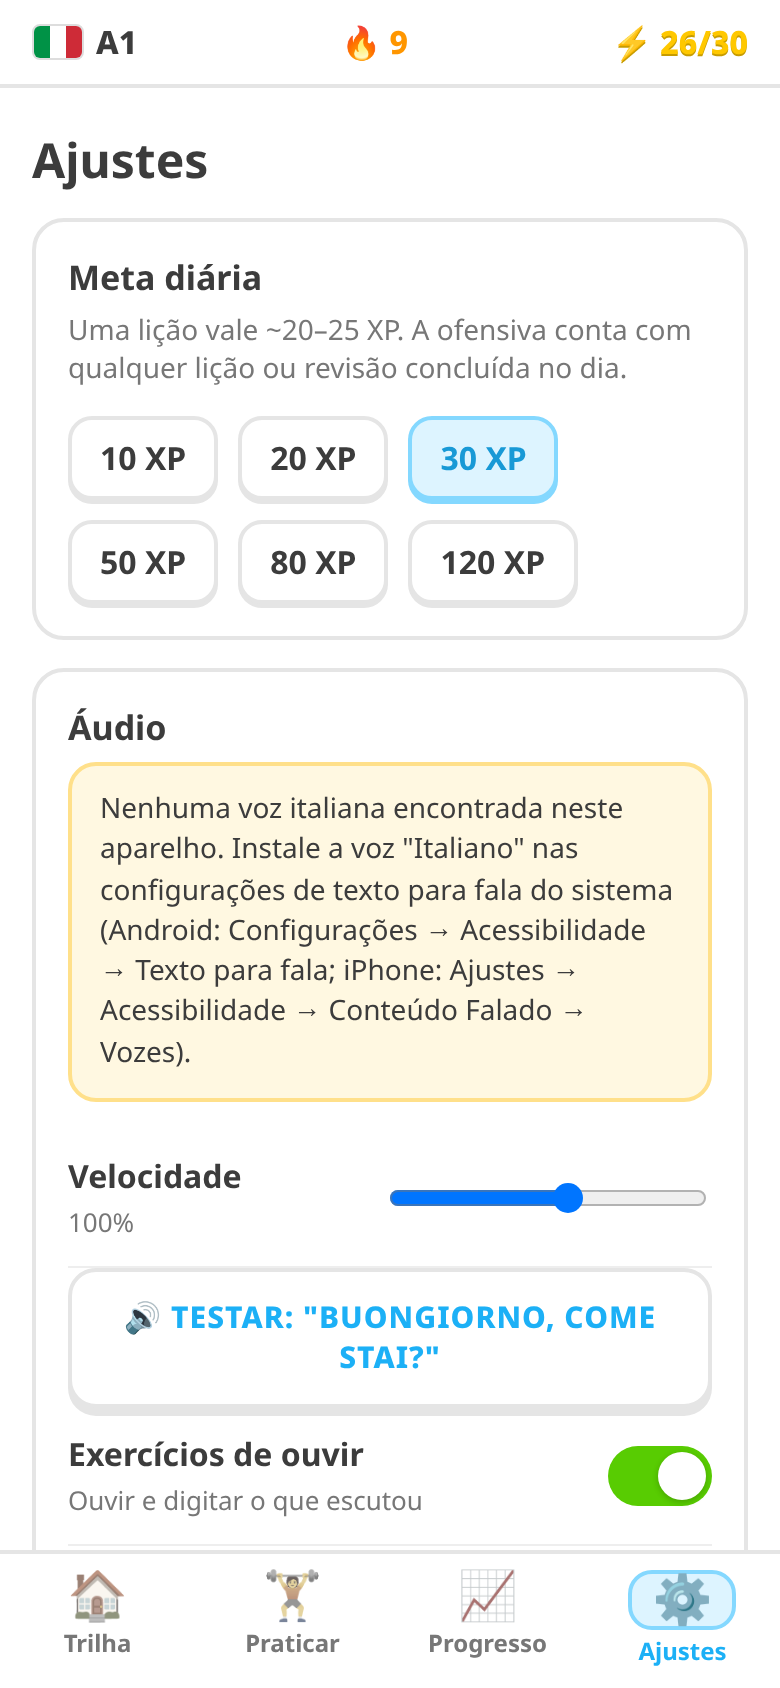 A1
9
26/30
Ajustes
Meta diária
Uma lição vale ~20–25 XP. A ofensiva conta com
qualquer lição ou revisão concluída no dia.
10 XP
20 XP
30 XP
50 XP
80 XP
120 XP
Áudio
Nenhuma voz italiana encontrada neste
aparelho. Instale a voz "Italiano" nas
configurações de texto para fala do sistema
(Android: Configurações → Acessibilidade
→ Texto para fala; iPhone: Ajustes →
Acessibilidade → Conteúdo Falado →
Vozes).
Velocidade
100%
TESTAR: "BUONGIORNO, COME
STAI?"
Exercícios de ouvir
Ouvir e digitar o que escutou
Trilha
Praticar
Progresso
Ajustes